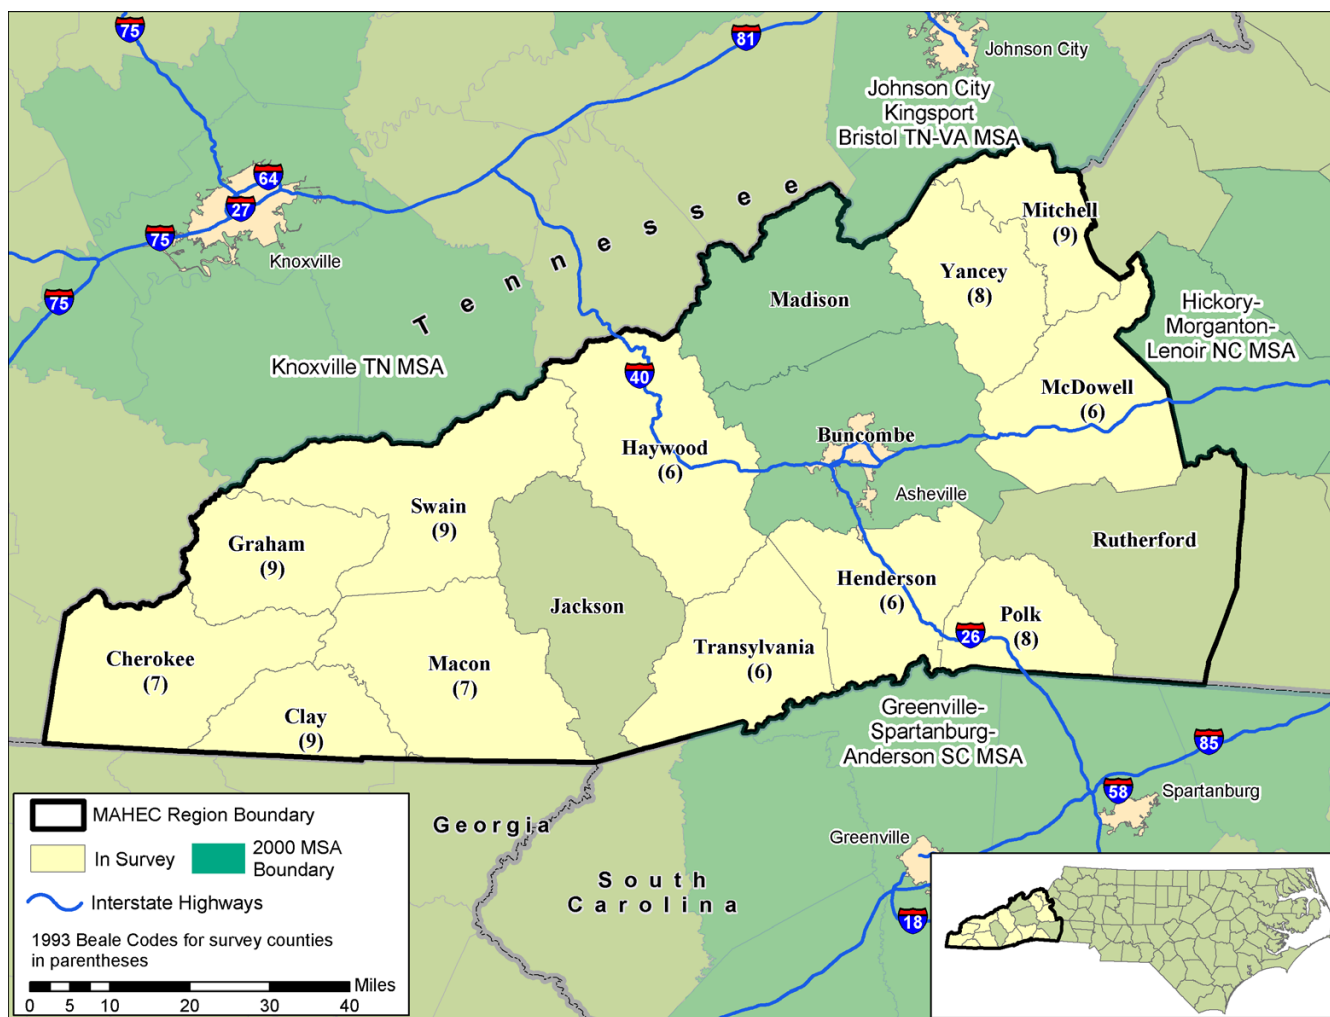 75
81
Johnson City
Johnson City
Kingsport
Bristol TN-VA MSA
64
27
75
Knoxville
75
Tennessee
Mitchell
(9)
Yancey
(8)
Madison
Hickory-
Morganton-
Lenoir NC MSA
Knoxville TN MSA
40
McDowell
(6)
Buncombe
Haywood
(6)
Asheville
Swain
(9)
Graham
(9)
Rutherford
Henderson
(6)
Jackson
Polk
(8)
26
Transylvania
(6)
Cherokee
(7)
Macon
(7)
Clay
(9)
Greenville-
Spartanburg-
Anderson SC MSA
85
58
Spartanburg
Georgia
Greenville
South
Carolina
18
MAHEC Region Boundary
In Survey
2000 MSA
Boundary
Interstate Highways
1993 Beale Codes for survey counties
in parentheses
Miles
0 5 10 20 30 40